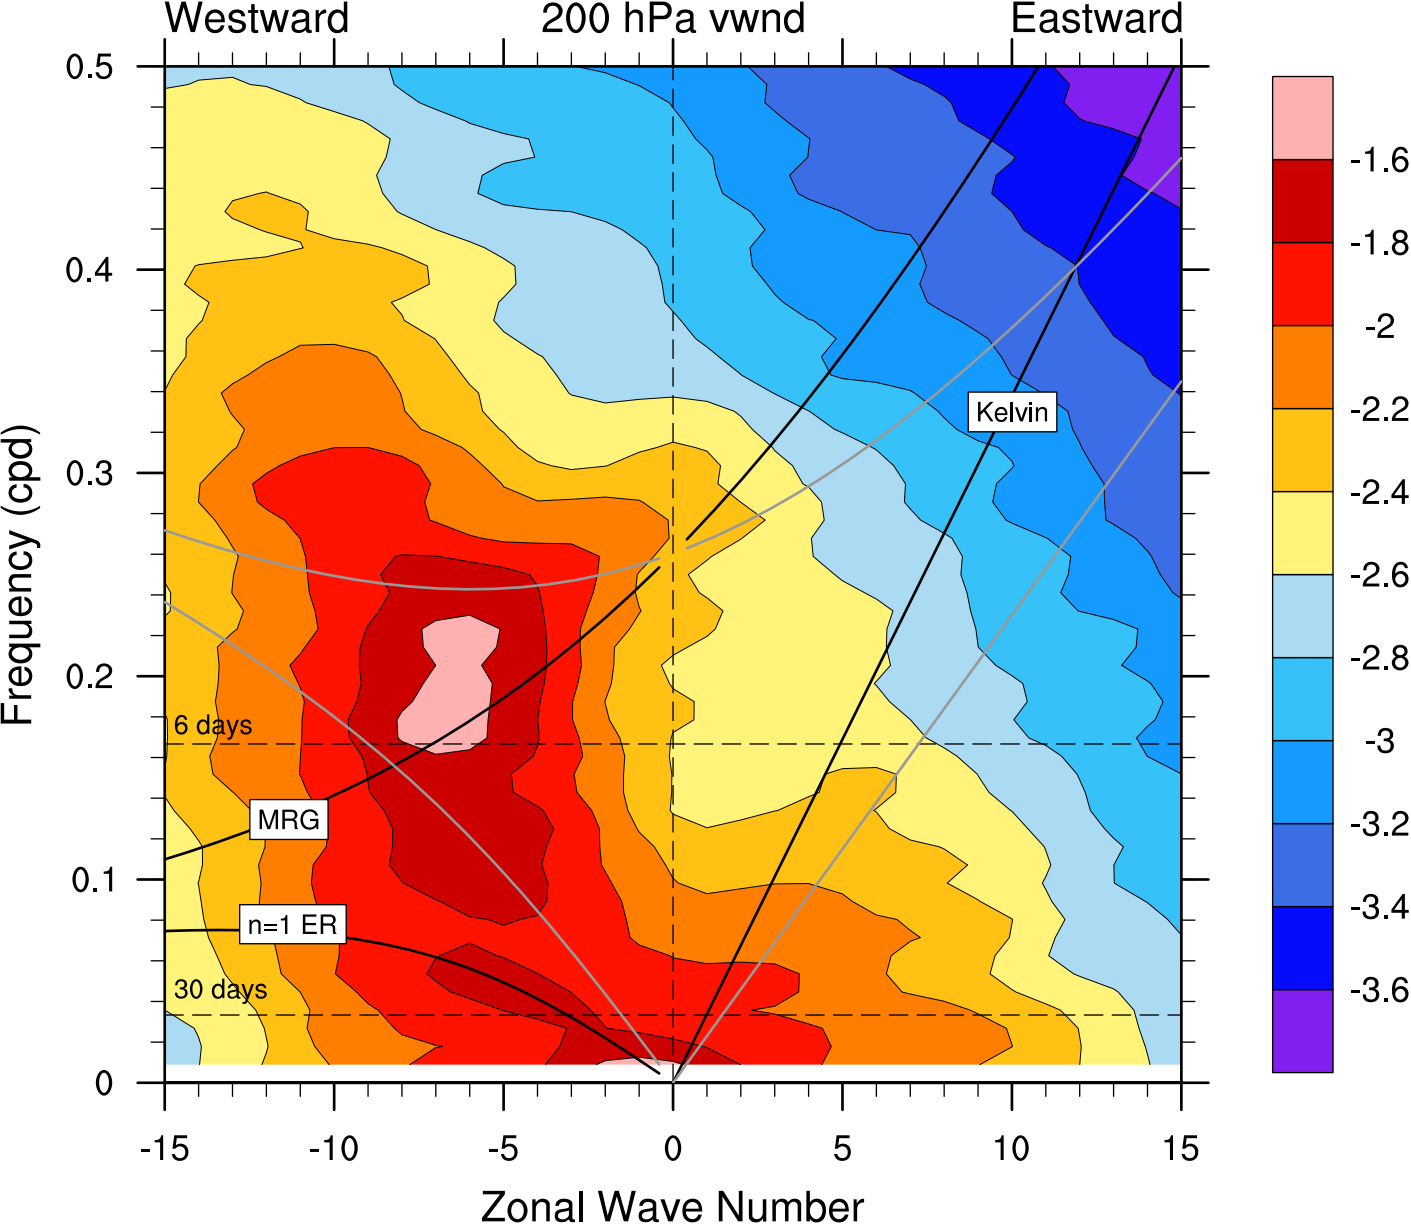 Westward 200 hPa vwnd Eastward
0.5
0.4
0.3
0.2
0.1
0
Frequency (cpd)
Kelvin
6 days
MRG
n=1 ER
30 days
-15 -10 -5 0 5 10 15
Zonal Wave Number
-1.6
-1.8
-2
-2.2
-2.4
-2.6
-2.8
-3
-3.2
-3.4
-3.6